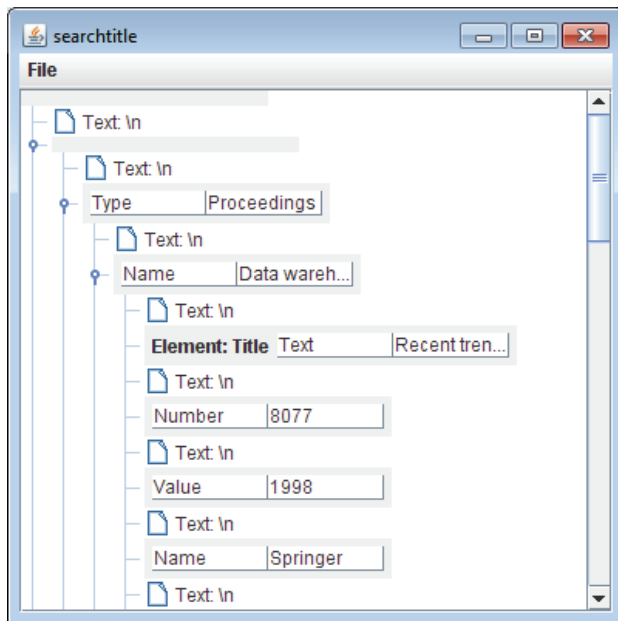 searchtitle
File
Text: \n
Text: \n
Type Proceedings
Text: \n
Name Data wareh...
Text: \n
Element: Title Text Recent tren...
Text: \n
Number 8077
Text: \n
Value 1998
Text: \n
Name Springer
Text: \n